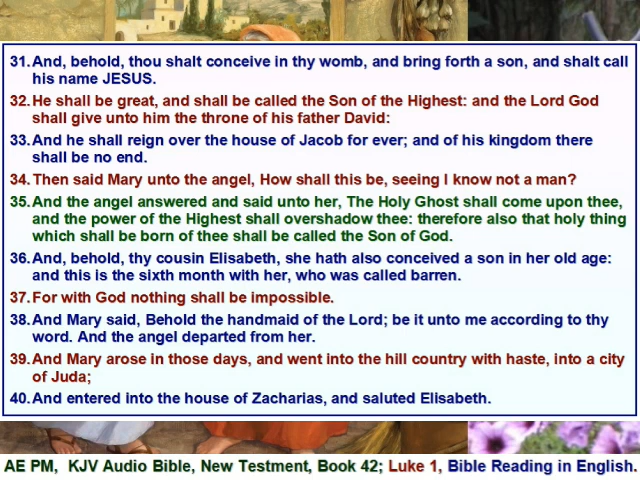 31. And, behold, thou shalt conceive in thy womb, and bring forth a son, and shalt call
his name JESUS.
32. He shall be great, and shall be called the Son of the Highest: and the Lord God
shall give unto him the throne of his father David:
33. And he shall reign over the house of Jacob for ever; and of his kingdom there
shall be no end.
34. Then said Mary unto the angel, How shall this be, seeing I know not a man?
35. And the angel answered and said unto her, The Holy Ghost shall come upon thee,
and the power of the Highest shall overshadow thee: therefore also that holy thing
which shall be born of thee shall be called the Son of God.
36. And, behold, thy cousin Elisabeth, she hath also conceived a son in her old age:
and this is the sixth month with her, who was called barren.
37. For with God nothing shall be impossible.
38. And Mary said, Behold the handmaid of the Lord; be it unto me according to thy
word. And the angel departed from her.
39. And Mary arose in those days, and went into the hill country with haste, into a city
of Juda;
40. And entered into the house of Zacharias, and saluted Elisabeth.
AE PM, KJV Audio Bible, New Testment, Book 42; Luke 1, Bible Reading in English.